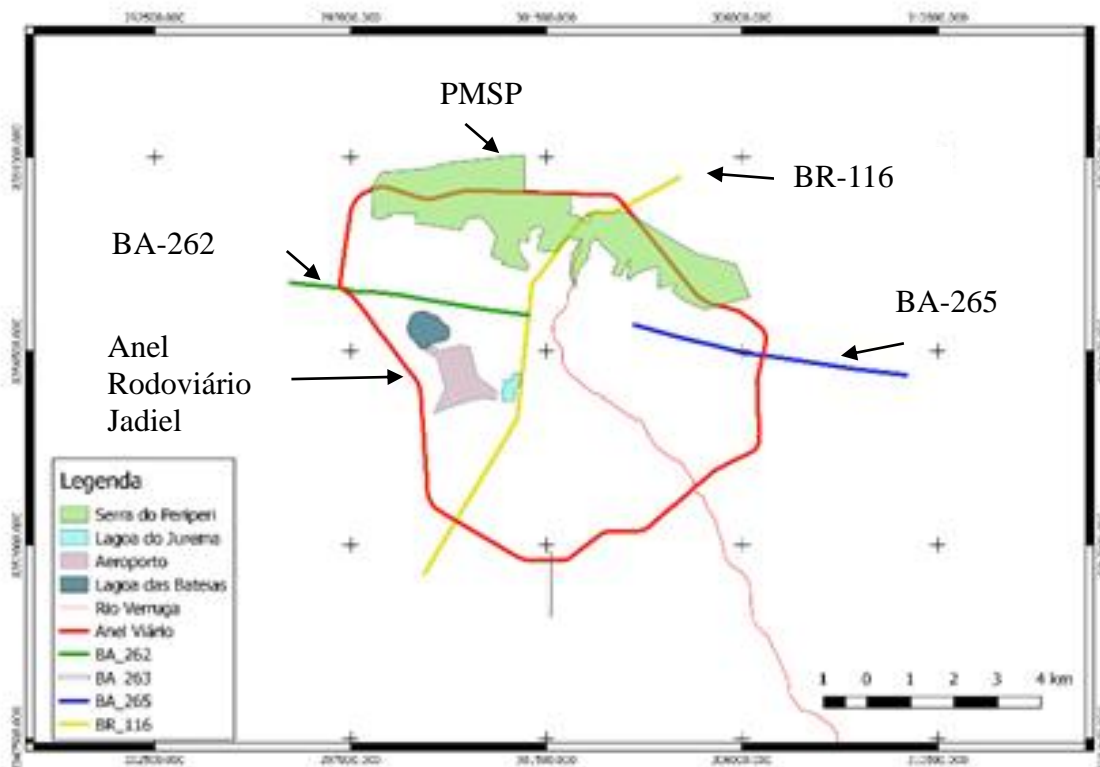 PMSP
BR-116
BA-262
BA-265
Anel
Rodoviário
Jadiel
Legenda
Serra do Periperi
Lagoa do Jurema
Aeroporto
Lagoa das Bateias
Rio Verruga
Anel Viário
BA_262
BA_263
BA_265
BR_116
1 0 1 2 3 4 km